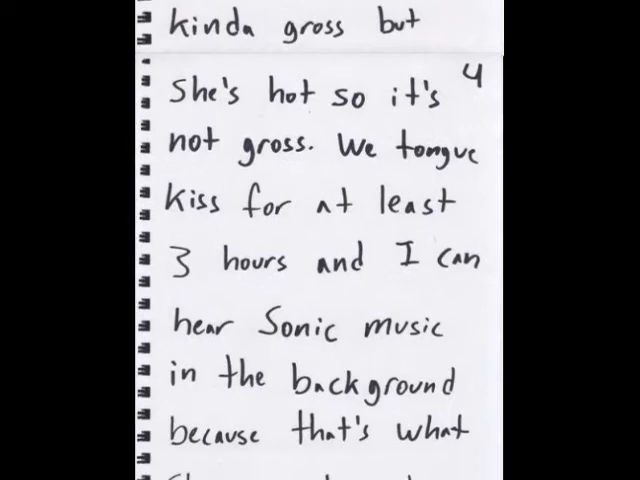 kinda gross but
4
She's hot so it's
not gross. We tongue
kiss for at least
3 hours and I can
hear Sonic music
in the background
because that's what